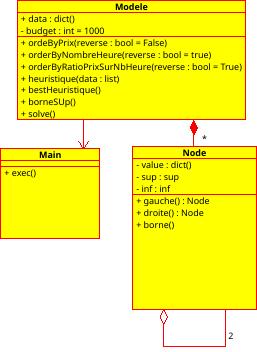 Modele
+ data : dict()
- budget : int = 1000
+ ordeByPrix(reverse : bool = False)
+ orderByNombreHeure(reverse : bool = true)
+ orderByRatioPrixSurNbHeure(reverse : bool = True)
+ heuristique(data : list)
+ bestHeuristique()
+ borneSUp()
+ solve()
*
Main
+ exec()
Node
- value : dict()
- sup : sup
- inf : inf
+ gauche() : Node
+ droite() : Node
+ borne()
2